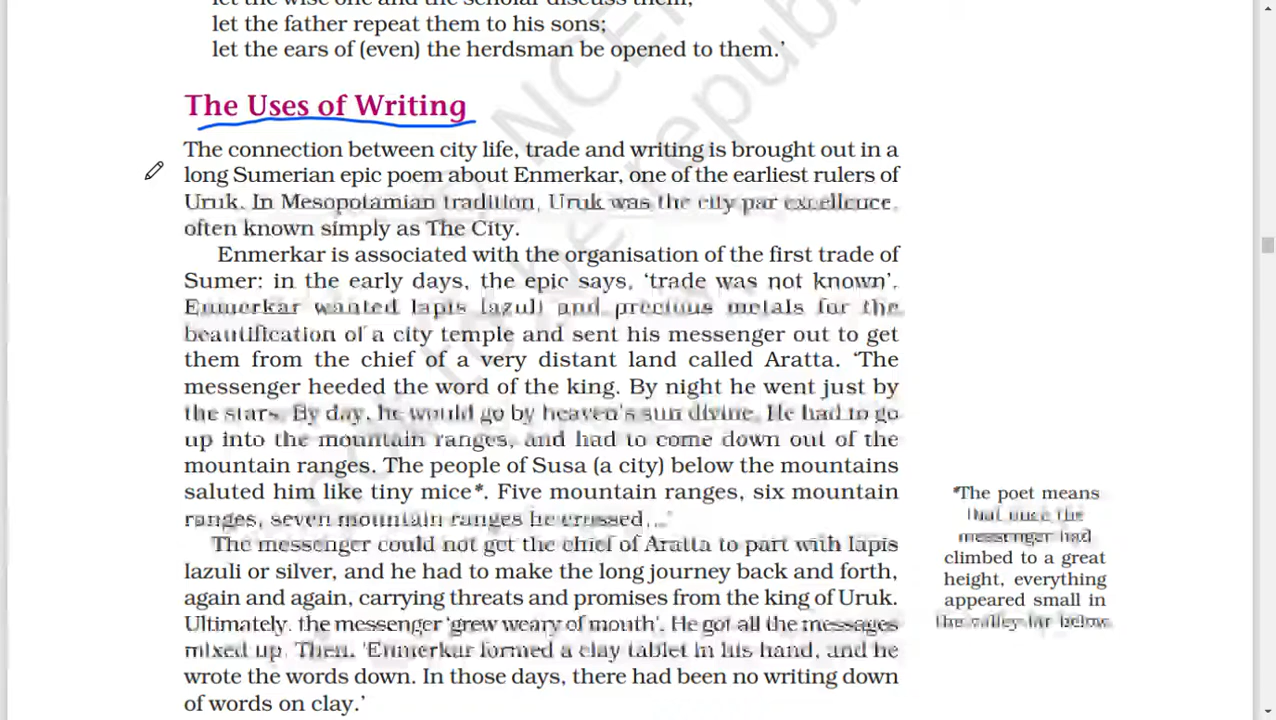 let the wise one and the scholar discuss them;
let the father repeat them to his sons;
let the ears of (even) the herdsman be opened to them.’
The Uses of Writing
The connection between city life, trade and writing is brought out in a
long Sumerian epic poem about Enmerkar, one of the earliest rulers of
Uruk. In Mesopotamian tradition, Uruk was the city par excellence,
often known simply as The City.
Enmerkar is associated with the organisation of the first trade of
Sumer: in the early days, the epic says, ‘trade was not known’.
Enmerkar wanted lapis lazuli and precious metals for the
beautification of a city temple and sent his messenger out to get
them from the chief of a very distant land called Aratta. ‘The
messenger heeded the word of the king. By night he went just by
the stars. By day, he would go by heaven’s sun divine. He had to go
up into the mountain ranges, and had to come down out of the
mountain ranges. The people of Susa (a city) below the mountains
saluted him like tiny mice*. Five mountain ranges, six mountain
ranges, seven mountain ranges he crossed...’
The messenger could not get the chief of Aratta to part with lapis
lazuli or silver, and he had to make the long journey back and forth,
again and again, carrying threats and promises from the king of Uruk.
Ultimately, the messenger ‘grew weary of mouth’. He got all the messages
mixed up. Then, ‘Enmerkar formed a clay tablet in his hand, and he
wrote the words down. In those days, there had been no writing down
of words on clay.’
*The poet means
that once the
messenger had
climbed to a great
height, everything
appeared small in
the valley far below.
© NCERT
not to be republ